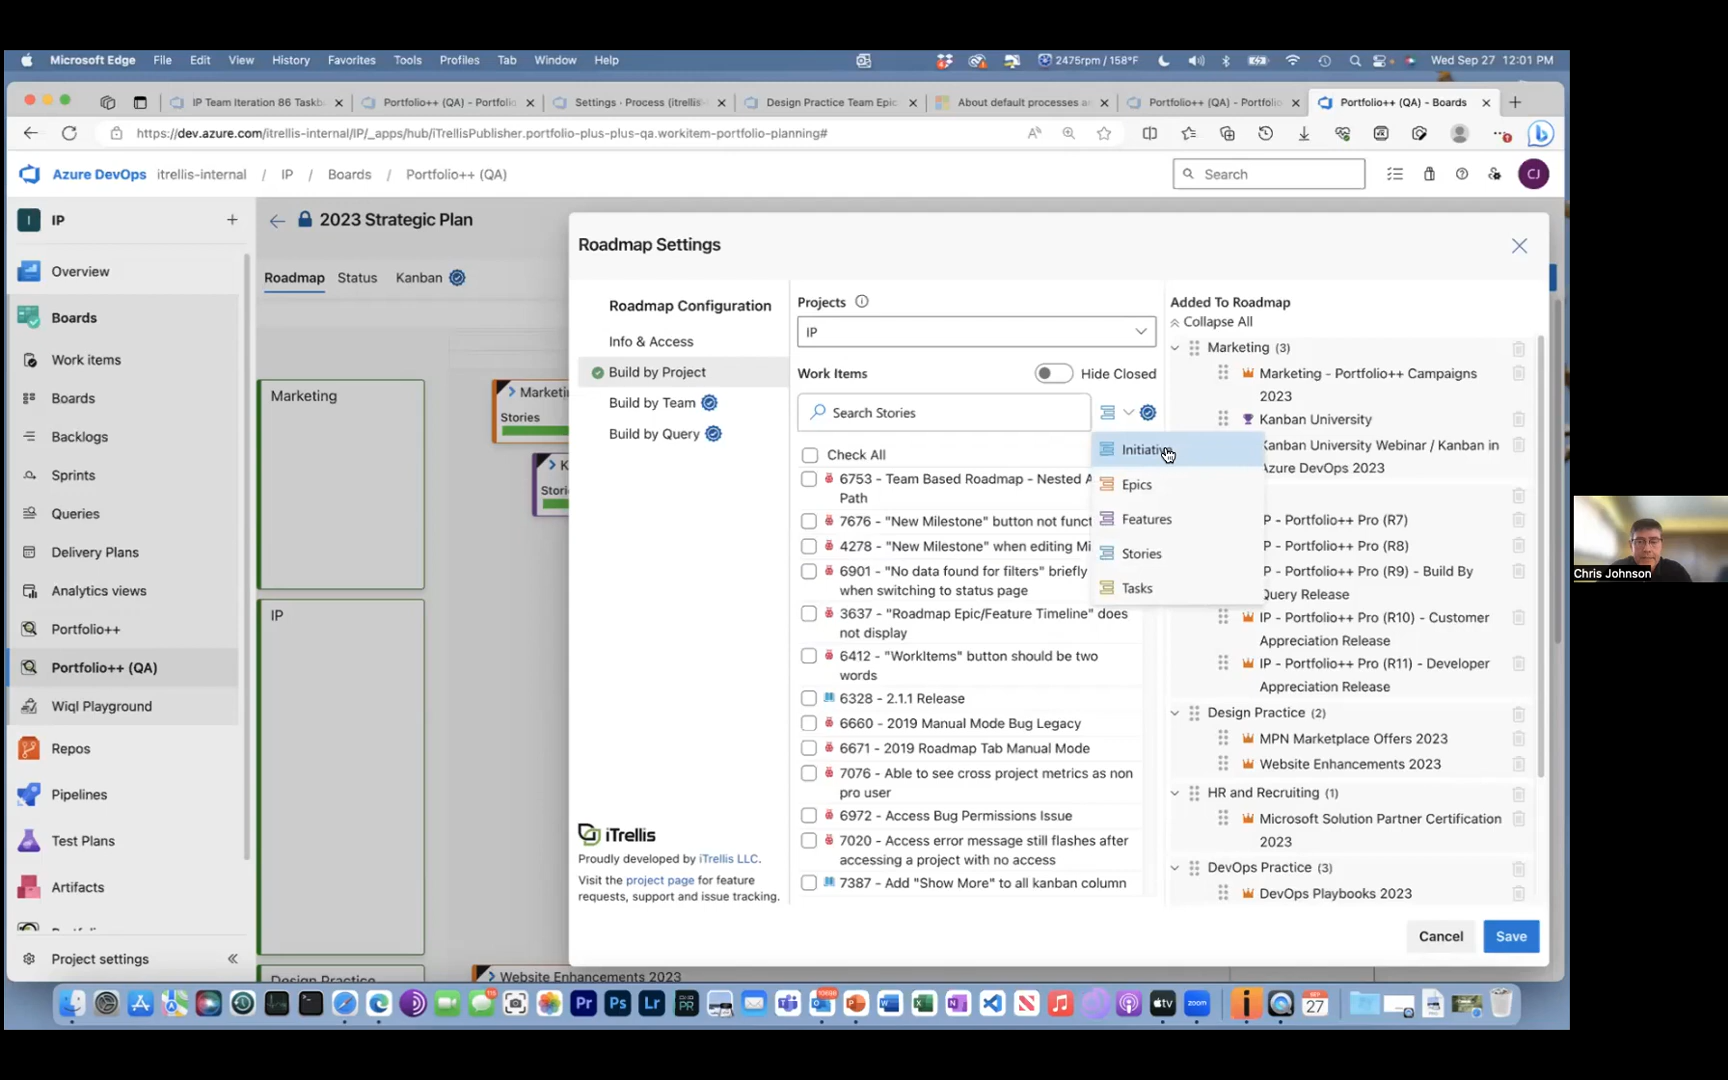 Microsoft Edge File Edit View History Favorites Tools Profiles Tab Window Help
2475rpm / 158°F
Wed Sep 27 12:01 PM
IP Team Iteration 86 Taskb
Portfolio++ (QA) - Portfolio
Settings · Process (itrellis-
Design Practice Team Epic
About default processes a
Portfolio++ (QA) - Portfolio
Portfolio++ (QA) - Boards
https://dev.azure.com/itrellis-internal/IP/_apps/hub/iTrellisPublisher.portfolio-plus-plus-qa.workitem-portfolio-planning#
Azure DevOps itrellis-internal / IP / Boards / Portfolio++ (QA)
Search
CJ
I IP
Overview
Boards
Work items
Boards
Backlogs
Sprints
Queries
Delivery Plans
Analytics views
Portfolio++
Portfolio++ (QA)
Wiql Playground
Repos
Pipelines
Test Plans
Artifacts
Project settings
2023 Strategic Plan
Roadmap Status Kanban
Marketing
Marketi
Stories
K
Stori
IP
Design Practice
Website Enhancements 2023
Roadmap Settings
Roadmap Configuration
Info & Access
Build by Project
Build by Team
Build by Query
iTrellis
Proudly developed by iTrellis LLC.
Visit the project page for feature
requests, support and issue tracking.
Projects
IP
Work Items
Hide Closed
Search Stories
Check All
6753 - Team Based Roadmap - Nested A
Path
7676 - "New Milestone" button not funct
4278 - "New Milestone" when editing Mi
6901 - "No data found for filters" briefly
when switching to status page
3637 - "Roadmap Epic/Feature Timeline" does
not display
6412 - "WorkItems" button should be two
words
6328 - 2.1.1 Release
6660 - 2019 Manual Mode Bug Legacy
6671 - 2019 Roadmap Tab Manual Mode
7076 - Able to see cross project metrics as non
pro user
6972 - Access Bug Permissions Issue
7020 - Access error message still flashes after
accessing a project with no access
7387 - Add "Show More" to all kanban column
Initiativ
Epics
Features
Stories
Tasks
Added To Roadmap
Collapse All
Marketing (3)
Marketing - Portfolio++ Campaigns
2023
Kanban University
Kanban University Webinar / Kanban in
Azure DevOps 2023
IP - Portfolio++ Pro (R7)
IP - Portfolio++ Pro (R8)
IP - Portfolio++ Pro (R9) - Build By
Query Release
IP - Portfolio++ Pro (R10) - Customer
Appreciation Release
IP - Portfolio++ Pro (R11) - Developer
Appreciation Release
Design Practice (2)
MPN Marketplace Offers 2023
Website Enhancements 2023
HR and Recruiting (1)
Microsoft Solution Partner Certification
2023
DevOps Practice (3)
DevOps Playbooks 2023
Cancel
Save
Chris Johnson
Pr Ps Lr
tv
zoom
27